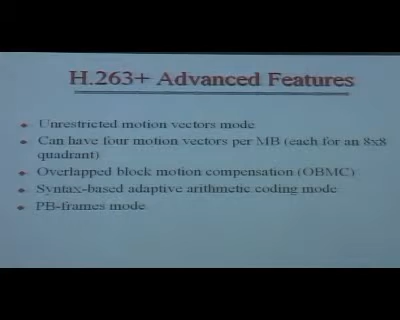 H.263+ Advanced Features
Unrestricted motion vectors mode
Can have four motion vectors per MB (each for an 8x8
quadrant)
Overlapped block motion compensation (OBMC)
Syntax-based adaptive arithmetic coding mode
PB-frames mode